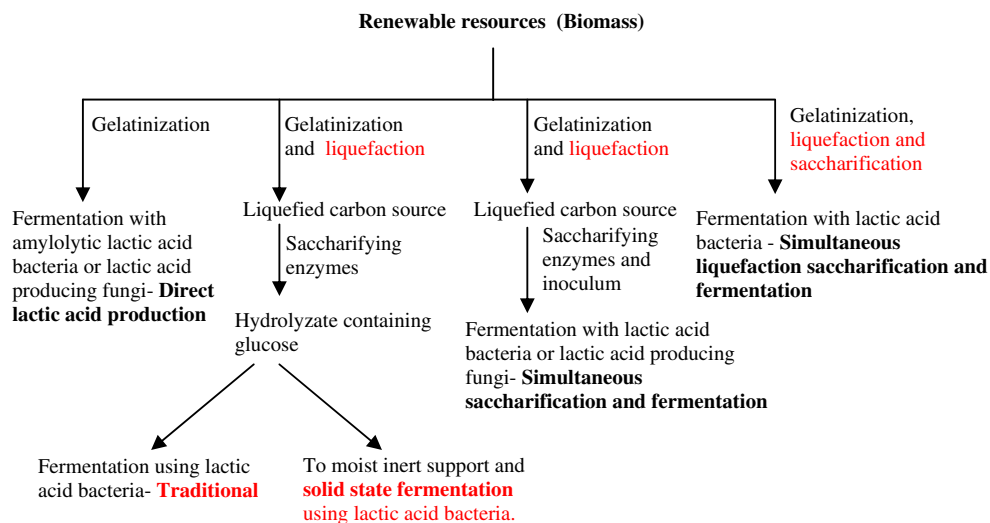 Renewable resources (Biomass)
Gelatinization
Gelatinization
and liquefaction
Gelatinization
and liquefaction
Gelatinization,
liquefaction and
saccharification
Fermentation with
amylolytic lactic acid
bacteria or lactic acid
producing fungi- Direct
lactic acid production
Liquefied carbon source
Saccharifying
enzymes
Hydrolyzate containing
glucose
Fermentation using lactic
acid bacteria- Traditional
To moist inert support and
solid state fermentation
using lactic acid bacteria.
Liquefied carbon source
Saccharifying
enzymes and
inoculum
Fermentation with lactic acid
bacteria or lactic acid producing
fungi- Simultaneous
saccharification and fermentation
Fermentation with lactic acid
bacteria - Simultaneous
liquefaction saccharification and
fermentation